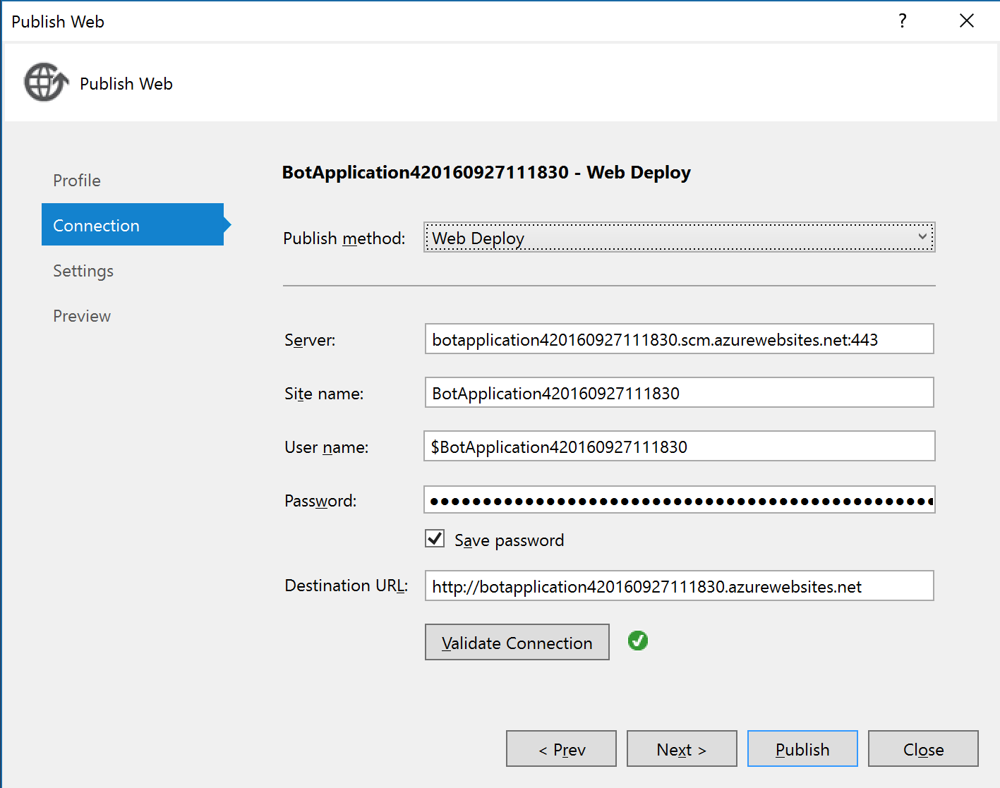 Publish Web
?
Publish Web
Profile
Connection
Settings
Preview
BotApplication420160927111830 - Web Deploy
Publish method: Web Deploy
Server: botapplication420160927111830.scm.azurewebsites.net:443
Site name: BotApplication420160927111830
User name: $BotApplication420160927111830
Password:
Save password
Destination URL: http://botapplication420160927111830.azurewebsites.net
Validate Connection
< Prev Next > Publish Close